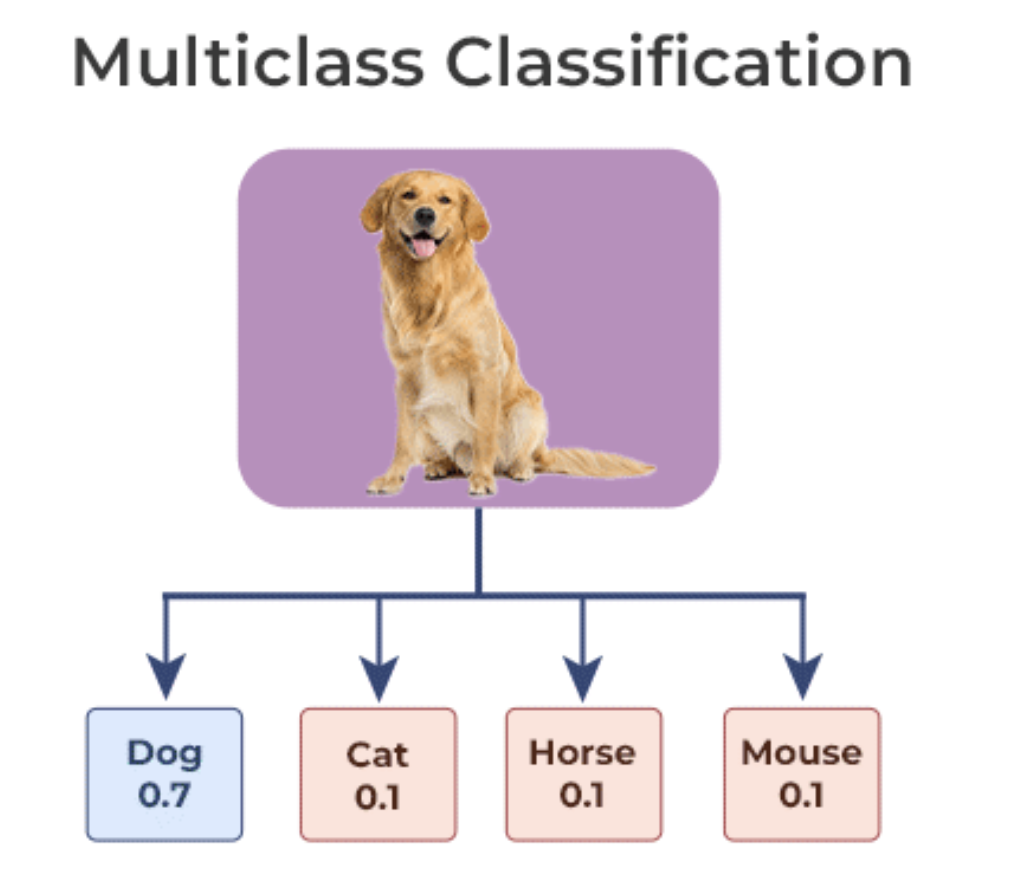 Multiclass Classification
Dog
0.7
Cat
0.1
Horse
0.1
Mouse
0.1